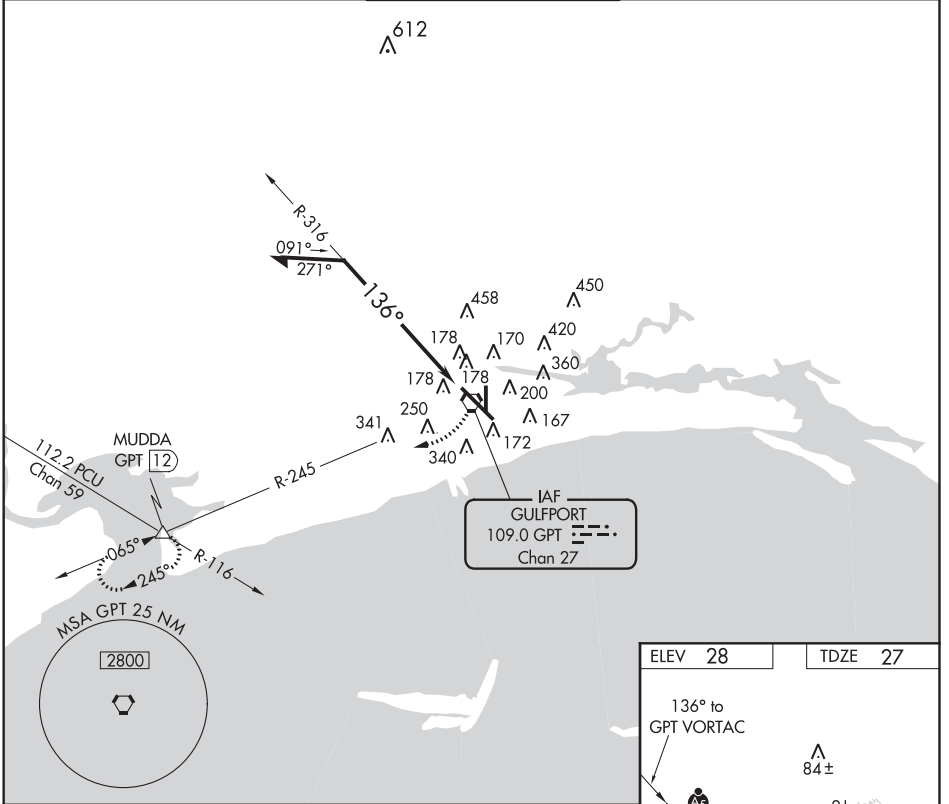 612
R-316
091°
271°
136°
458
450
178
170
420
178
360
178
200
250
167
341
172
340
MUDDA
GPT 12
112.2 PCU
Chan 59
R-245
IAF
GULFPORT
109.0 GPT
Chan 27
065°
245°
R-116
MSA GPT 25 NM
2800
ELEV 28
TDZE 27
136° to
GPT VORTAC
84±